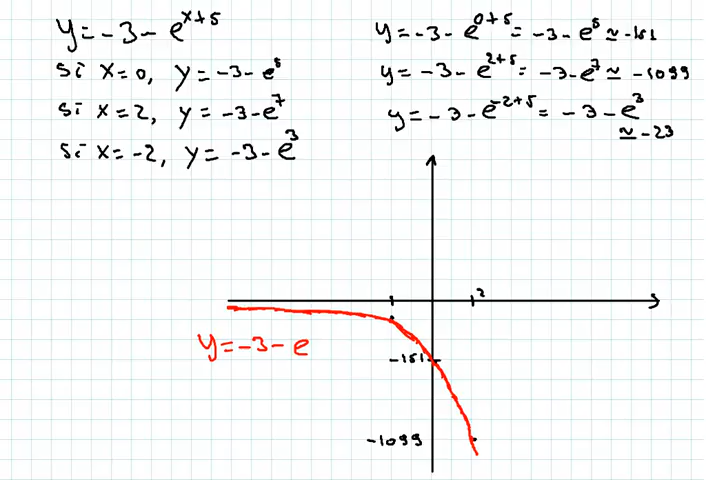 y = -3 - e^{x+5}
si x = 0, y = -3 - e^5
si x = 2, y = -3 - e^7
si x = -2, y = -3 - e^3
y = -3 - e^{0+5} = -3 - e^5 ≃ -151
y = -3 - e^{2+5} = -3 - e^7 ≃ -1099
y = -3 - e^{-2+5} = -3 - e^3
≃ -23
2
y = -3 - e
-151
-1099